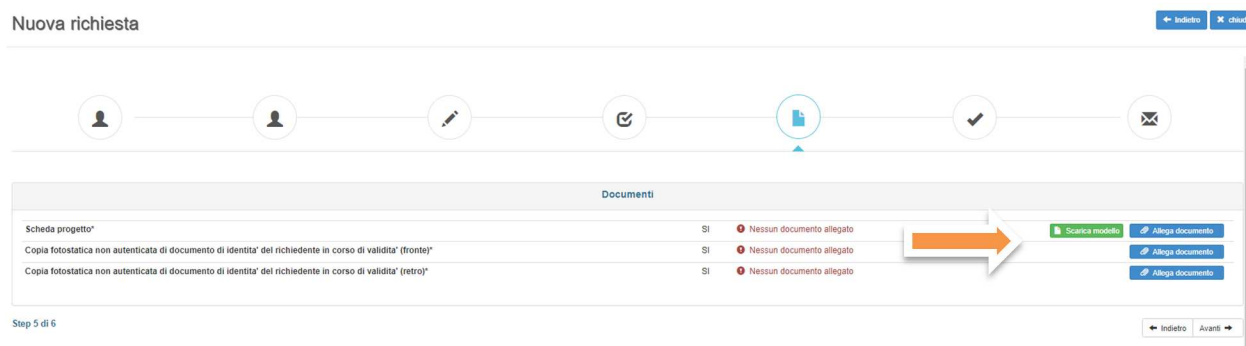 Nuova richiesta
Indietro
Documenti
Scheda progetto* SI Nessun documento allegato Scarica modello Allega documento
Copia fotostatica non autenticata di documento di identita' del richiedente in corso di validita' (fronte)* SI Nessun documento allegato Allega documento
Copia fotostatica non autenticata di documento di identita' del richiedente in corso di validita' (retro)* SI Nessun documento allegato Allega documento
Step 5 di 6
Indietro Avanti